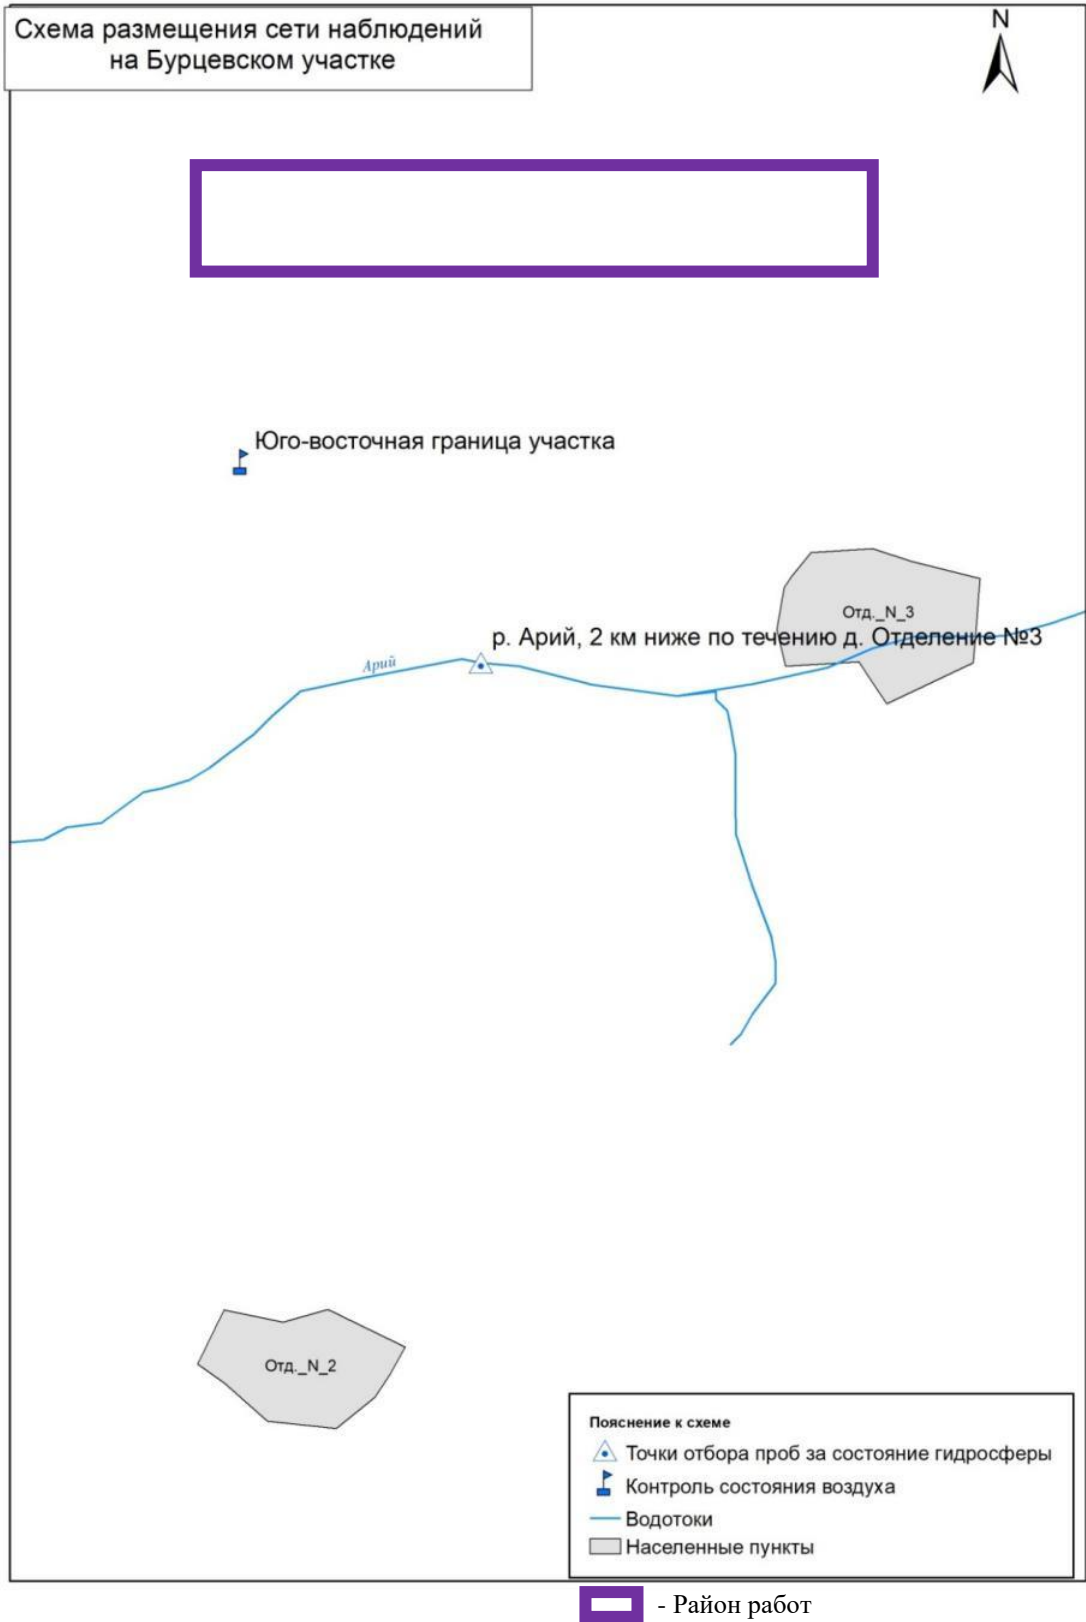 Схема размещения сети наблюдений
на Бурцевском участке
N
Юго-восточная граница участка
Отд._N_3
р. Арий, 2 км ниже по течению д. Отделение №3
Арий
Отд._N_2
Пояснение к схеме
Точки отбора проб за состояние гидросферы
Контроль состояния воздуха
Водотоки
Населенные пункты
- Район работ